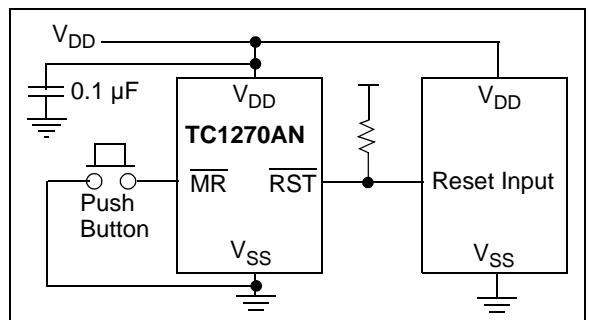 VDD
0.1 µF
VDD
VDD
TC1270AN
MR
RST
Reset Input
Push
Button
VSS
VSS